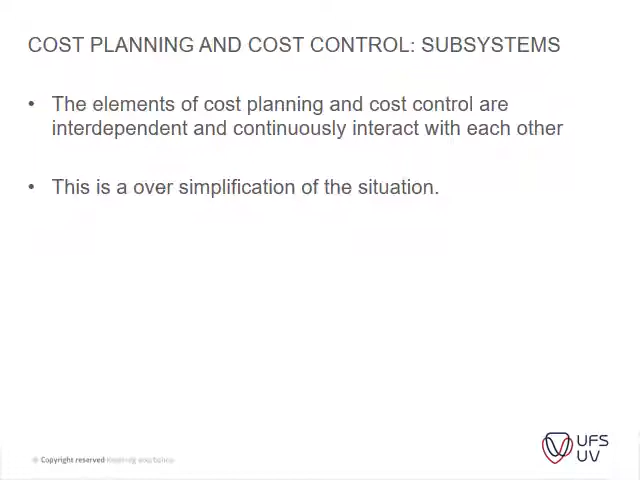 COST PLANNING AND COST CONTROL: SUBSYSTEMS
• The elements of cost planning and cost control are
interdependent and continuously interact with each other
• This is a over simplification of the situation.
© Copyright reserved
UFS
UV